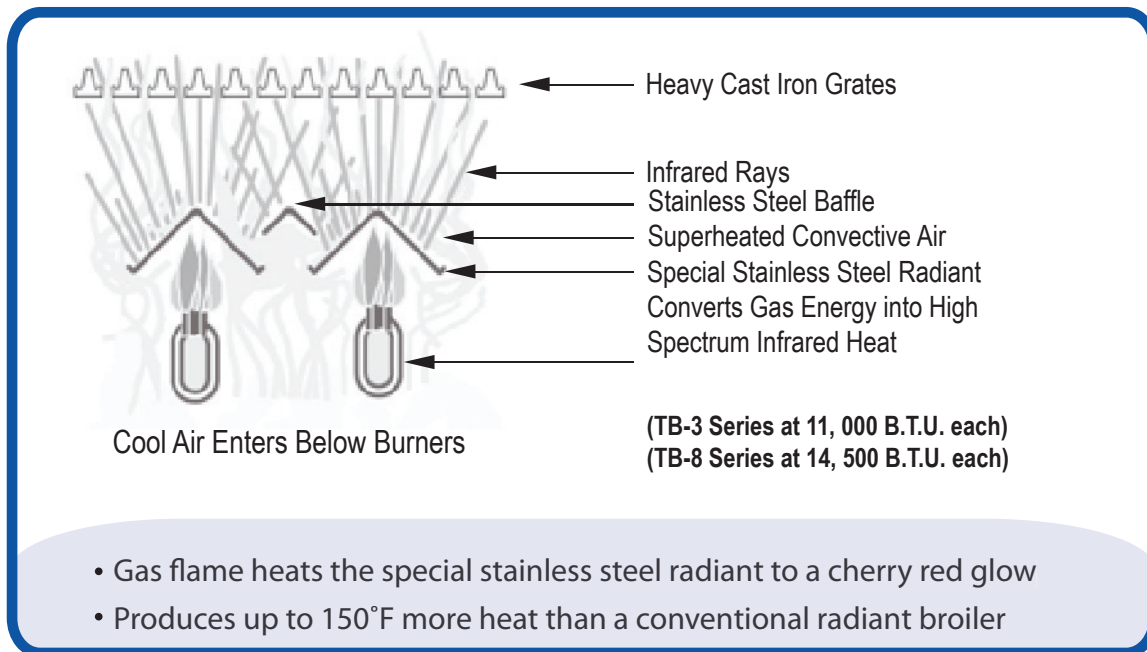 Heavy Cast Iron Grates
Infrared Rays
Stainless Steel Baffle
Superheated Convective Air
Special Stainless Steel Radiant
Converts Gas Energy into High
Spectrum Infrared Heat
Cool Air Enters Below Burners
(TB-3 Series at 11, 000 B.T.U. each)
(TB-8 Series at 14, 500 B.T.U. each)
• Gas flame heats the special stainless steel radiant to a cherry red glow
• Produces up to 150˚F more heat than a conventional radiant broiler